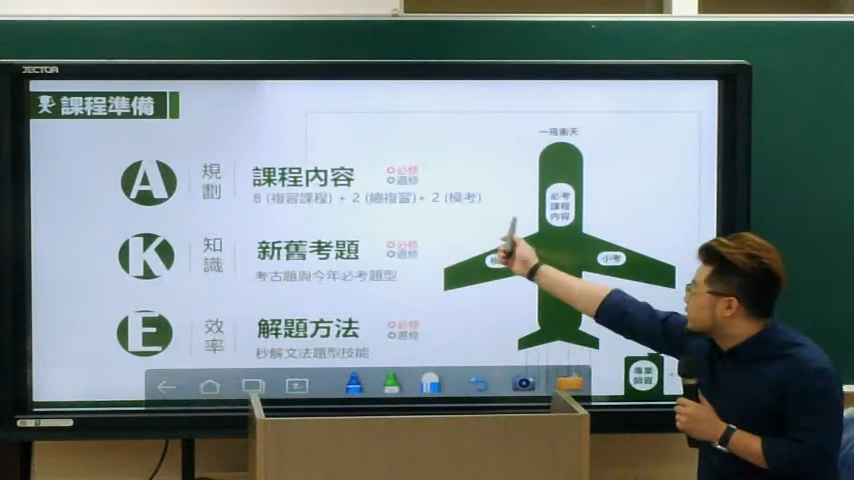 JECTOR
課程準備
A
規劃
課程內容
必修
選修
8 (複習課程) + 2 (總複習)+ 2 (模考)
K
知識
新舊考題
必修
選修
考古題與今年必考題型
E
效率
解題方法
必修
選修
秒解文法題型技能
一飛衝天
必考
課程
內容
小考
專業
師資